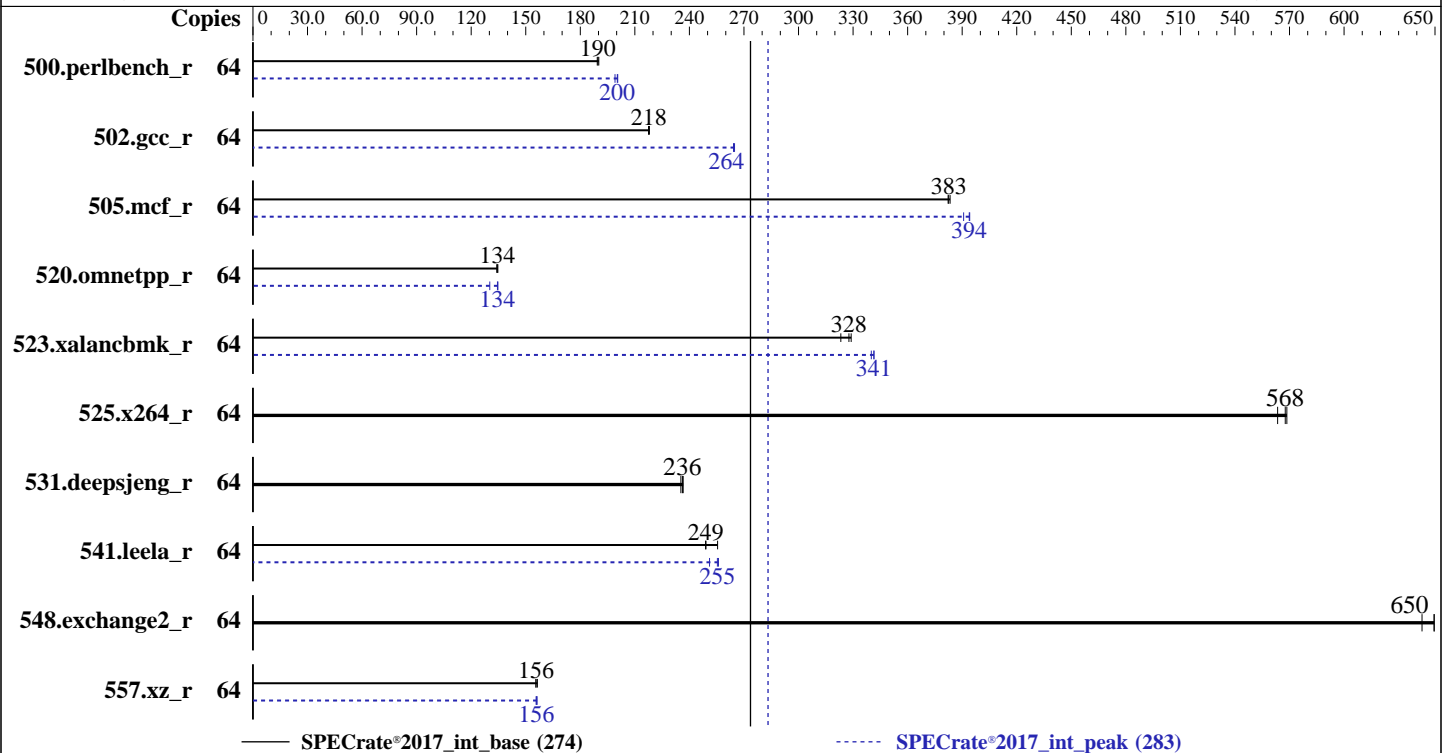 Copies 0 30.0 60.0 90.0 120 150 180 210 240 270 300 330 360 390 420 450 480 510 540 570 600 650
190
500.perlbench_r 64
200
218
502.gcc_r 64
264
383
505.mcf_r 64
394
134
520.omnetpp_r 64
134
328
523.xalancbmk_r 64
341
568
525.x264_r 64
236
531.deepsjeng_r 64
249
541.leela_r 64
255
650
548.exchange2_r 64
156
557.xz_r 64
156
SPECrate®2017_int_base (274) SPECrate®2017_int_peak (283)